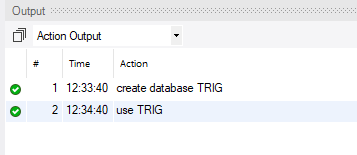 Output
Action Output
# Time Action
1 12:33:40 create database TRIG
2 12:34:40 use TRIG